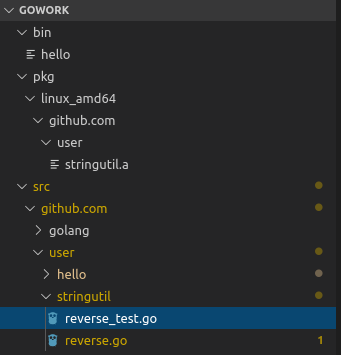 GOWORK
bin
hello
pkg
linux_amd64
github.com
user
stringutil.a
src
github.com
golang
user
hello
stringutil
reverse_test.go
reverse.go 1